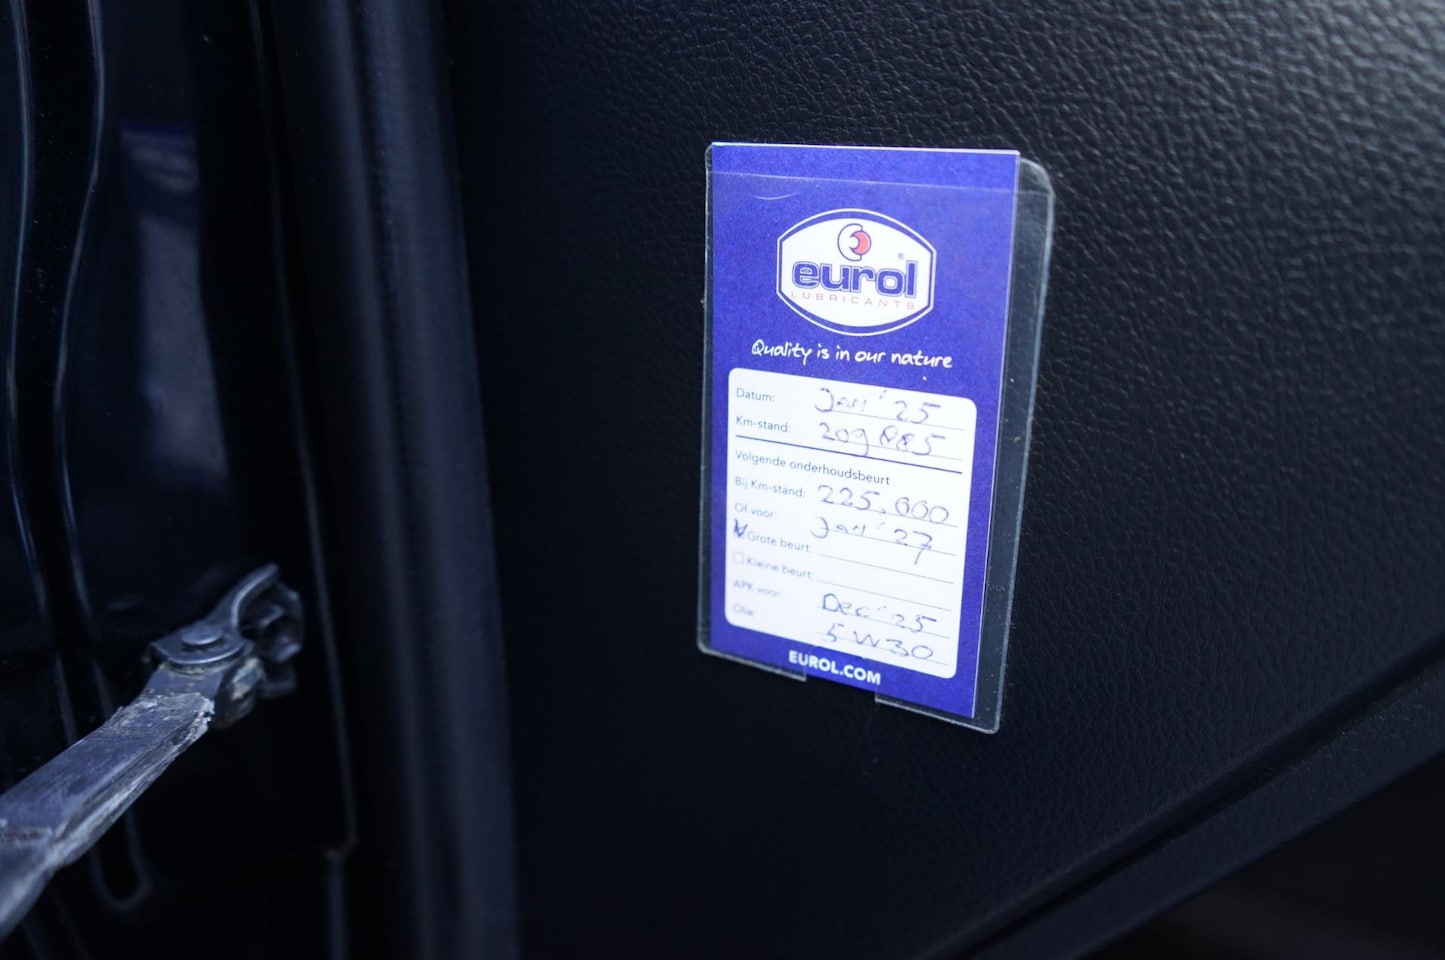 eurol®
LUBRICANTS
Quality is in our nature
Datum: Jan '25
Km-stand: 209885
Volgende onderhoudsbeurt
Bij Km-stand: 225.000
Of voor: Jan '27
Grote beurt:
Kleine beurt:
APK voor: Dec '25
Olie: 5W30
EUROL.COM